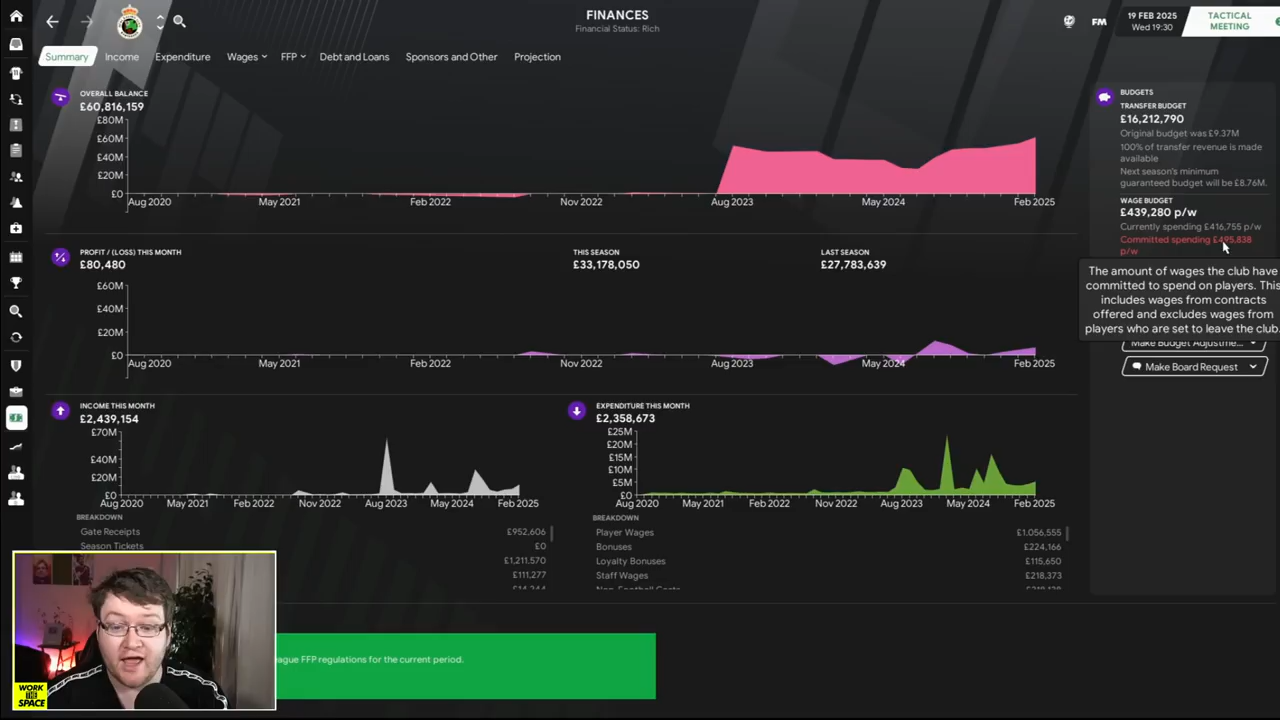 FINANCES
Financial Status: Rich
FM
19 FEB 2025
Wed 19:30
TACTICAL
MEETING
Summary
Income
Expenditure
Wages
FFP
Debt and Loans
Sponsors and Other
Projection
OVERALL BALANCE
£60,816,159
£80M
£60M
£40M
£20M
£0
Aug 2020
May 2021
Feb 2022
Nov 2022
Aug 2023
May 2024
Feb 2025
PROFIT / (LOSS) THIS MONTH
£80,480
THIS SEASON
£33,178,050
LAST SEASON
£27,783,639
£60M
£40M
£20M
£0
Aug 2020
May 2021
Feb 2022
Nov 2022
Aug 2023
May 2024
Feb 2025
INCOME THIS MONTH
£2,439,154
£70M
£40M
£20M
£0
Aug 2020
May 2021
Feb 2022
Nov 2022
Aug 2023
May 2024
Feb 2025
BREAKDOWN
Gate Receipts £952,606
Season Tickets £0
£1,211,570
£111,277
EXPENDITURE THIS MONTH
£2,358,673
£25M
£20M
£15M
£10M
£5M
£0
Aug 2020
May 2021
Feb 2022
Nov 2022
Aug 2023
May 2024
Feb 2025
BREAKDOWN
Player Wages £1,056,555
Bonuses £224,166
Loyalty Bonuses £115,650
Staff Wages £218,373
BUDGETS
TRANSFER BUDGET
£16,212,790
Original budget was £9.37M
100% of transfer revenue is made
available
Next season's minimum
guaranteed budget will be £8.76M.
WAGE BUDGET
£439,280 p/w
Currently spending £416,755 p/w
Committed spending £495,838
p/w
The amount of wages the club have
committed to spend on players. This
includes wages from contracts
offered and excludes wages from
players who are set to leave the club.
Make Budget Adjustme...
Make Board Request
ague FFP regulations for the current period.
WORK
THE
SPACE